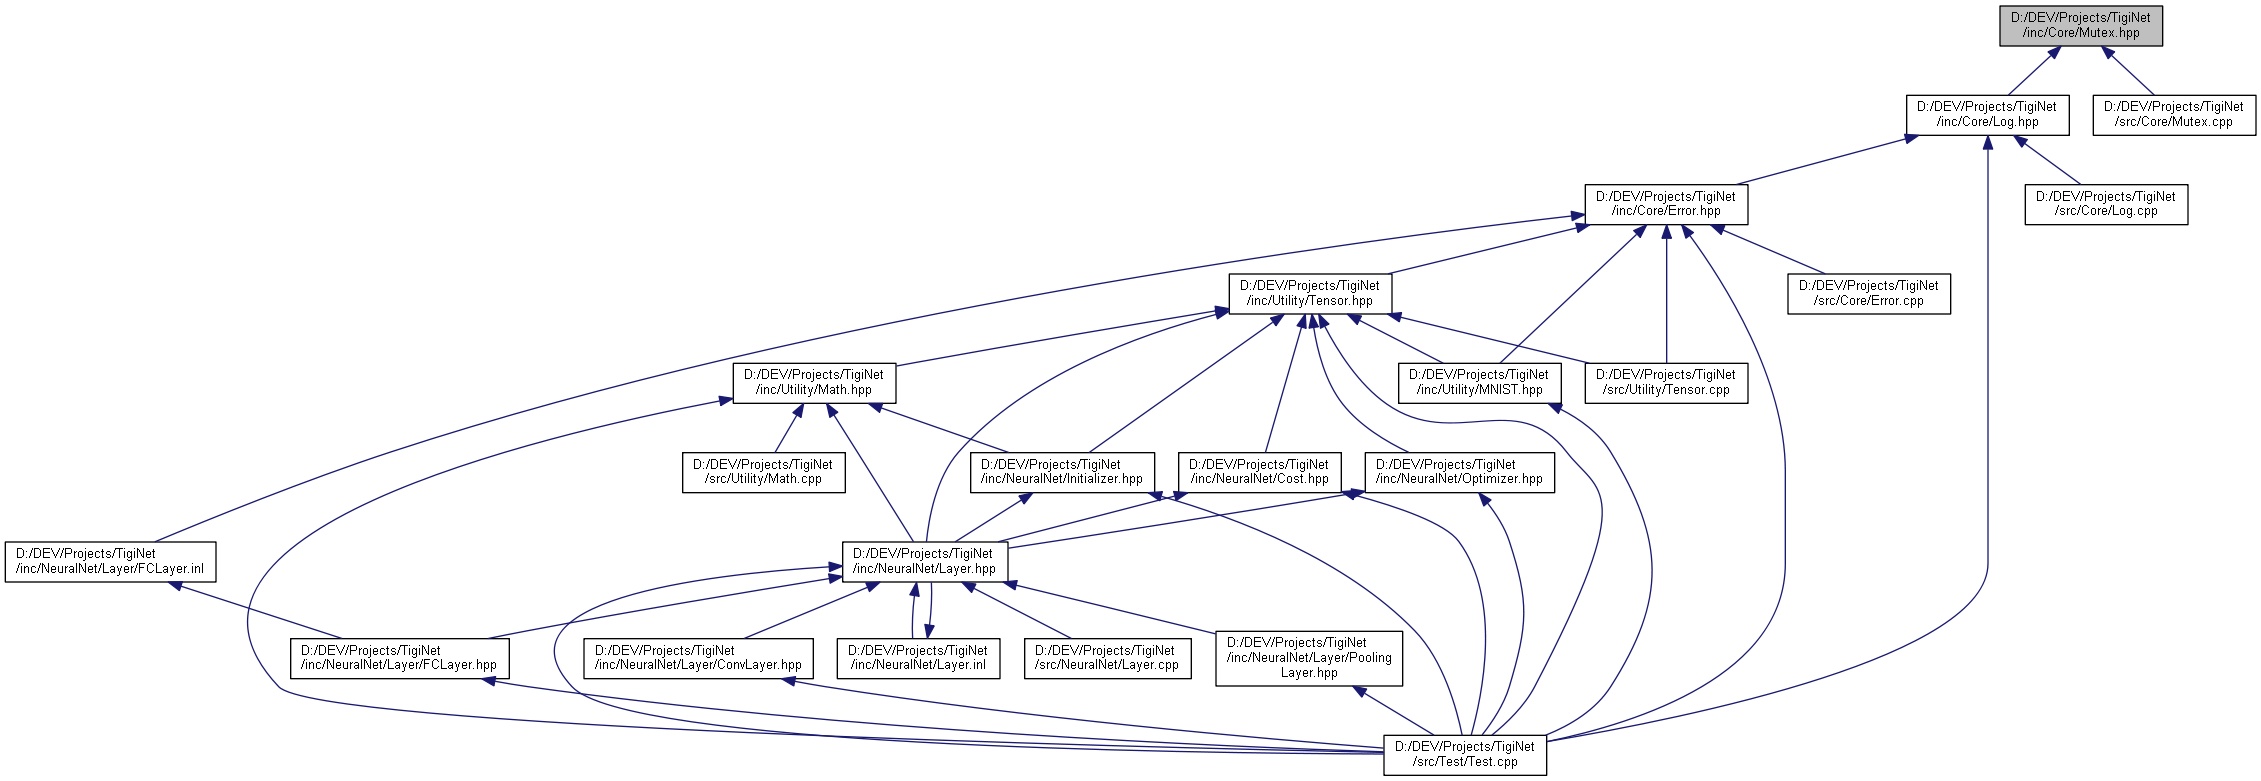 D:/DEV/Projects/TigiNet
/inc/Core/Mutex.hpp
D:/DEV/Projects/TigiNet
/inc/Core/Log.hpp
D:/DEV/Projects/TigiNet
/src/Core/Mutex.cpp
D:/DEV/Projects/TigiNet
/inc/Core/Error.hpp
D:/DEV/Projects/TigiNet
/src/Core/Log.cpp
D:/DEV/Projects/TigiNet
/inc/Utility/Tensor.hpp
D:/DEV/Projects/TigiNet
/src/Core/Error.cpp
D:/DEV/Projects/TigiNet
/inc/Utility/Math.hpp
D:/DEV/Projects/TigiNet
/inc/Utility/MNIST.hpp
D:/DEV/Projects/TigiNet
/src/Utility/Tensor.cpp
D:/DEV/Projects/TigiNet
/src/Utility/Math.cpp
D:/DEV/Projects/TigiNet
/inc/NeuralNet/Initializer.hpp
D:/DEV/Projects/TigiNet
/inc/NeuralNet/Cost.hpp
D:/DEV/Projects/TigiNet
/inc/NeuralNet/Optimizer.hpp
D:/DEV/Projects/TigiNet
/inc/NeuralNet/Layer/FCLayer.inl
D:/DEV/Projects/TigiNet
/inc/NeuralNet/Layer.hpp
D:/DEV/Projects/TigiNet
/inc/NeuralNet/Layer/FCLayer.hpp
D:/DEV/Projects/TigiNet
/inc/NeuralNet/Layer/ConvLayer.hpp
D:/DEV/Projects/TigiNet
/inc/NeuralNet/Layer.inl
D:/DEV/Projects/TigiNet
/src/NeuralNet/Layer.cpp
D:/DEV/Projects/TigiNet
/inc/NeuralNet/Layer/Pooling
Layer.hpp
D:/DEV/Projects/TigiNet
/src/Test/Test.cpp